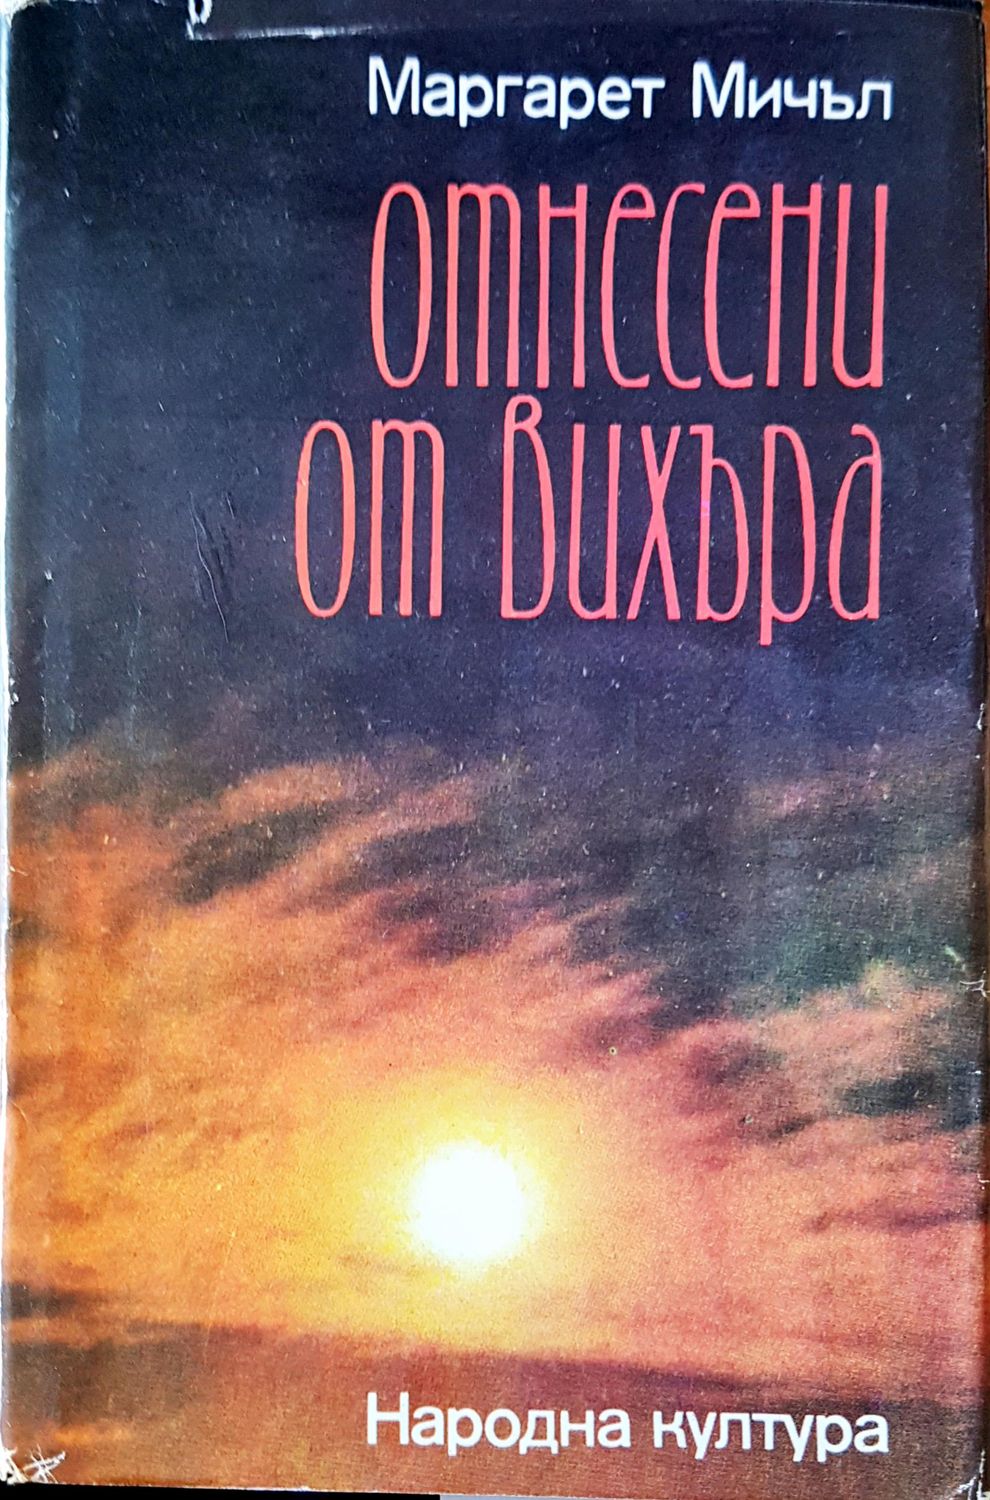 Маргарет Мичъл
отнесени
от вихъра
Народна култура